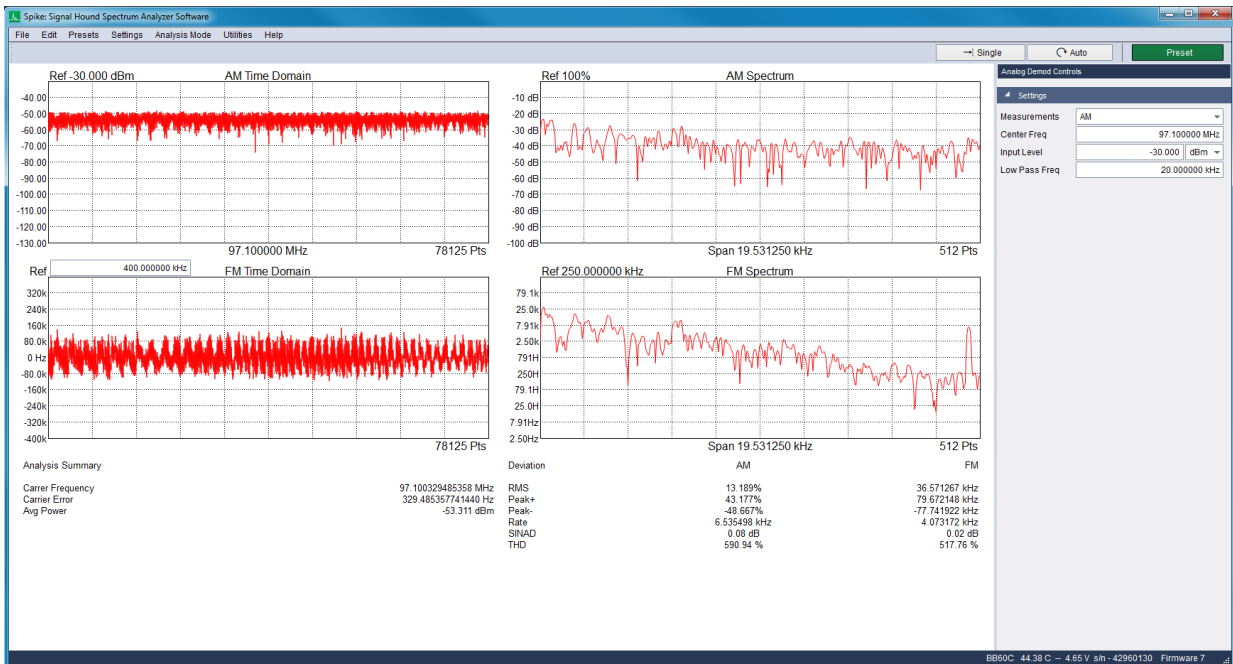 Spike: Signal Hound Spectrum Analyzer Software
File Edit Presets Settings Analysis Mode Utilities Help
Single Auto Preset
Ref -30.000 dBm AM Time Domain
-40.00
-50.00
-60.00
-70.00
-80.00
-90.00
-100.00
-110.00
-120.00
-130.00
97.100000 MHz 78125 Pts
Ref 100% AM Spectrum
-10 dB
-20 dB
-30 dB
-40 dB
-50 dB
-60 dB
-70 dB
-80 dB
-90 dB
-100 dB
Span 19.531250 kHz 512 Pts
Ref 400.000000 kHz FM Time Domain
320k
240k
160k
80.0k
0 Hz
-80.0k
-160k
-240k
-320k
-400k
78125 Pts
Ref 250.000000 kHz FM Spectrum
79.1k
25.0k
7.91k
2.50k
791H
250H
79.1H
25.0H
7.91Hz
2.50Hz
Span 19.531250 kHz 512 Pts
Analysis Summary
Carrer Frequency 97.100329485358 MHz
Carrier Error 329.485357741440 Hz
Avg Power -53.311 dBm
Deviation AM FM
RMS 13.189% 36.571267 kHz
Peak+ 43.177% 79.672148 kHz
Peak- -48.667% -77.741922 kHz
Rate 6.535498 kHz 4.073172 kHz
SINAD 0.08 dB 0.02 dB
THD 590.94 % 517.76 %
Analog Demod Controls
Settings
Measurements AM
Center Freq 97.100000 MHz
Input Level -30.000 dBm
Low Pass Freq 20.000000 kHz
BB60C 44.38 C -- 4.65 V s/n - 42960130 Firmware 7